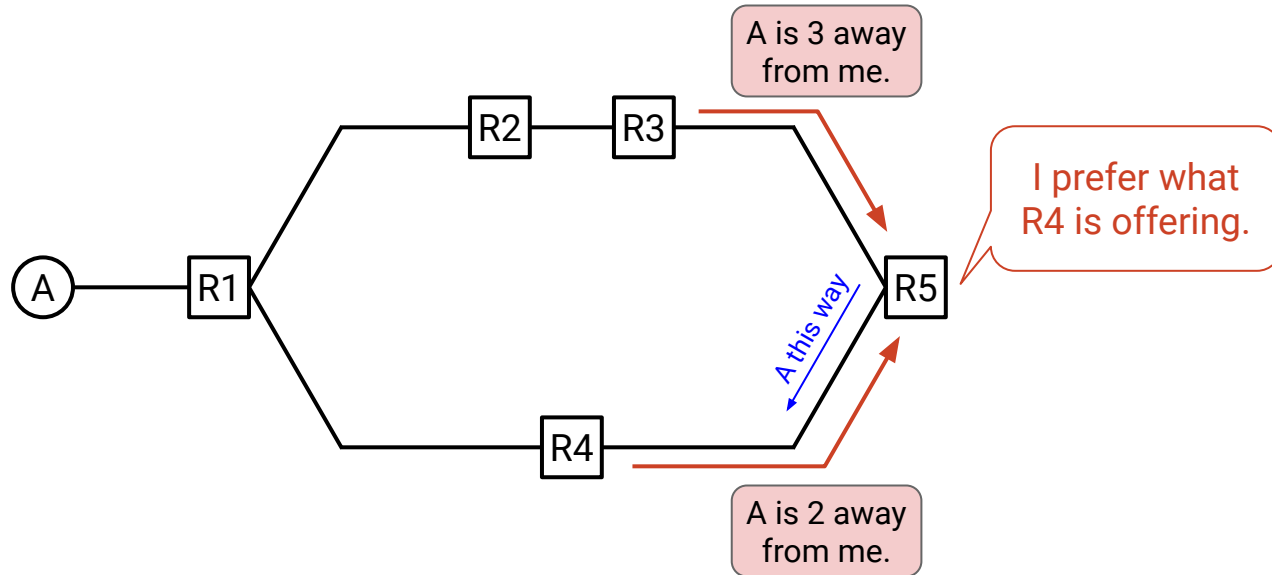 A is 3 away
from me.
R2
R3
I prefer what
R4 is offering.
A
R1
R5
A this way
R4
A is 2 away
from me.